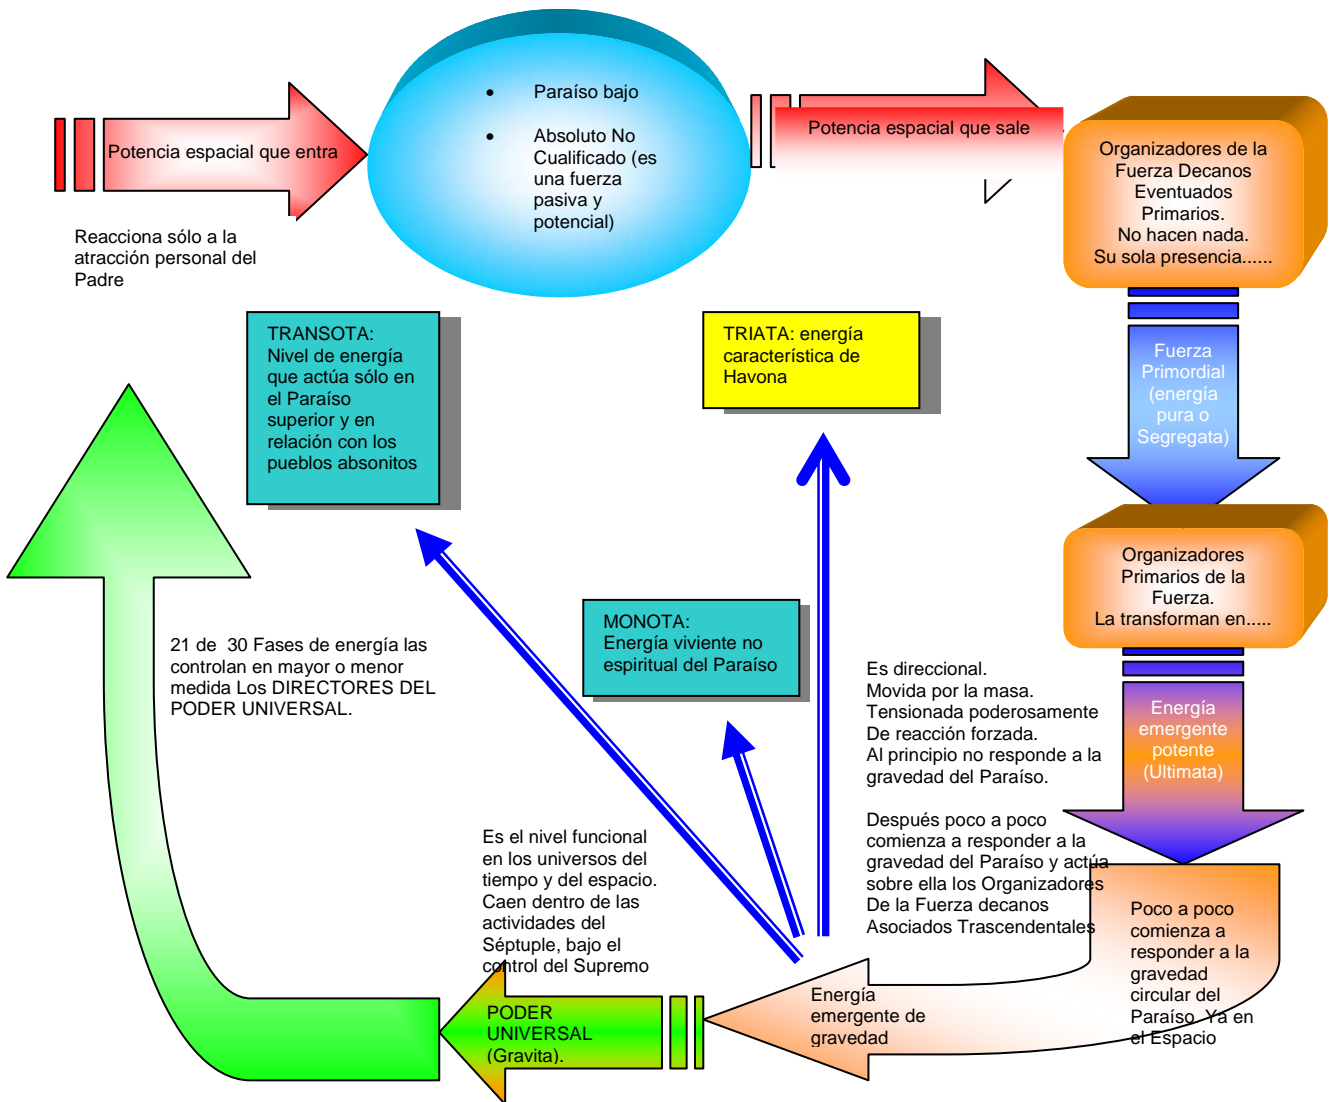 Potencia espacial que entra
Reacciona sólo a la
atracción personal del
Padre
• Paraíso bajo
• Absoluto No
Cualificado (es
una fuerza
pasiva y
potencial)
Potencia espacial que sale
Organizadores de la
Fuerza Decanos
Eventuados
Primarios.
No hacen nada.
Su sola presencia......
Fuerza
Primordial
(energía
pura o
Segregata)
TRANSOTA:
Nivel de energía
que actúa sólo en
el Paraíso
superior y en
relación con los
pueblos absonitos
TRIATA: energía
característica de
Havona
Organizadores
Primarios de la
Fuerza.
La transforman en.....
MONOTA:
Energía viviente no
espiritual del Paraíso
21 de 30 Fases de energía las
controlan en mayor o menor
medida Los DIRECTORES DEL
PODER UNIVERSAL.
Es direccional.
Movida por la masa.
Tensionada poderosamente
De reacción forzada.
Al principio no responde a la
gravedad del Paraíso.
Después poco a poco
comienza a responder a la
gravedad del Paraíso y actúa
sobre ella los Organizadores
De la Fuerza decanos
Asociados Trascendentales
Energía
emergente
potente
(Ultimata)
Es el nivel funcional
en los universos del
tiempo y del espacio.
Caen dentro de las
actividades del
Séptuple, bajo el
control del Supremo
Poco a poco
comienza a
responder a la
gravedad
circular del
Paraíso. Ya en
el Espacio
Energía
emergente de
gravedad
PODER
UNIVERSAL
(Gravita).